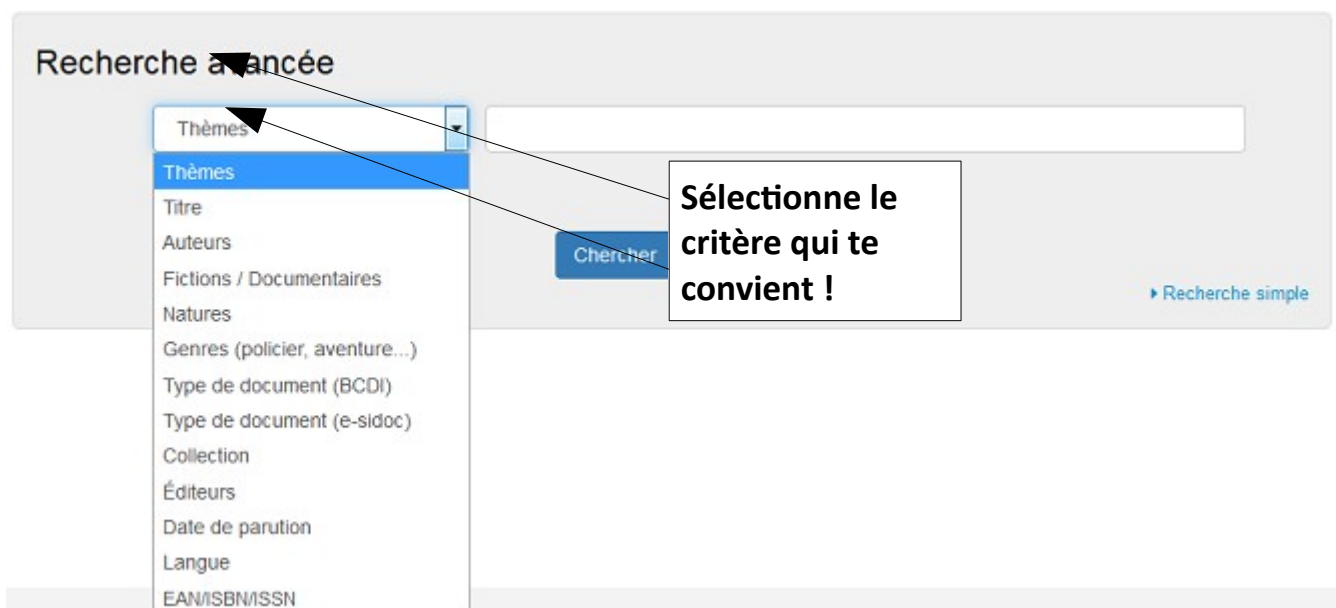 Recherche avancée
Thèmes
Thèmes
Titre
Auteurs
Fictions / Documentaires
Natures
Genres (policier, aventure...)
Type de document (BCDI)
Type de document (e-sidoc)
Collection
Éditeurs
Date de parution
Langue
EAN/ISBN/ISSN
Chercher
Sélectionne le
critère qui te
convient !
Recherche simple